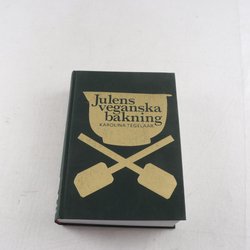 Julens
veganska
bakning
KAROLINA TEGELAAR